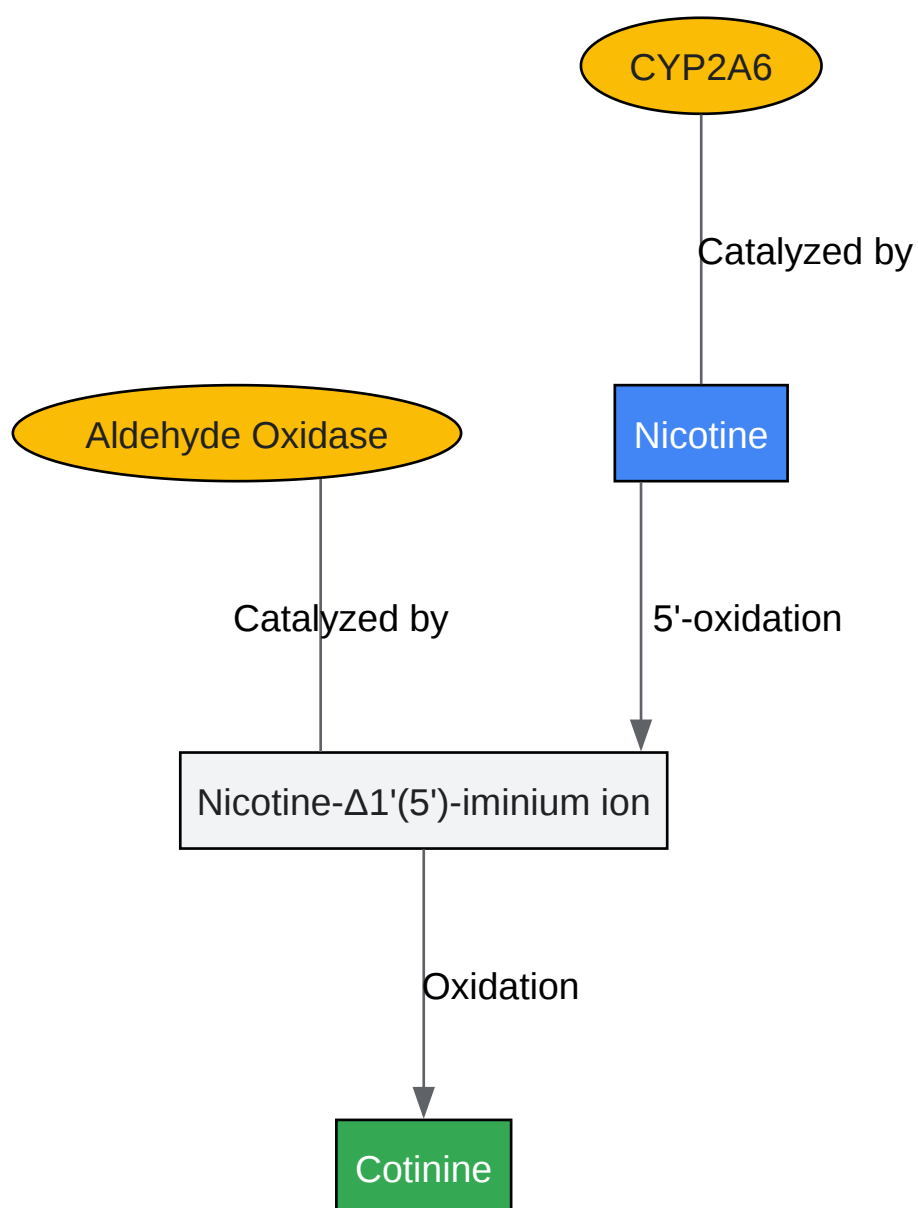 CYP2A6
Catalyzed by
Aldehyde Oxidase
Nicotine
Catalyzed by
5'-oxidation
Nicotine-Δ1'(5')-iminium ion
Oxidation
Cotinine